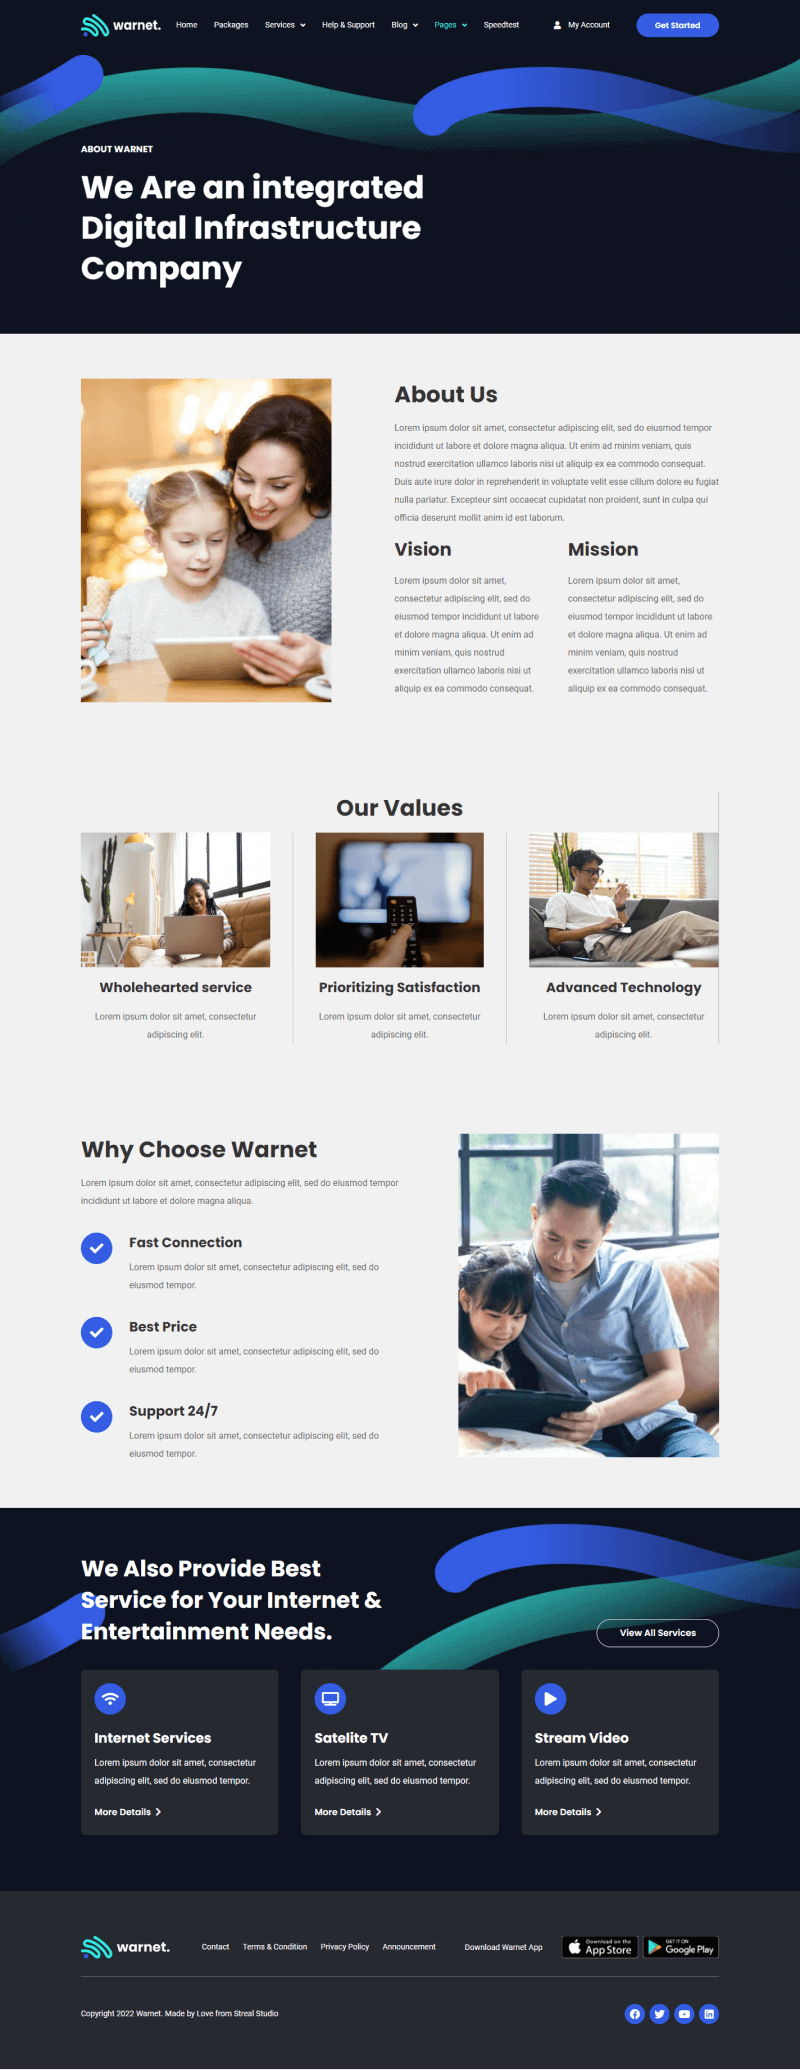 warnet.
Home Packages Services Help & Support Blog Pages Speedtest My Account Get Started
ABOUT WARNET
We Are an integrated
Digital Infrastructure
Company
About Us
Lorem ipsum dolor sit amet, consectetur adipiscing elit, sed do eiusmod tempor
incididunt ut labore et dolore magna aliqua. Ut enim ad minim veniam, quis
nostrud exercitation ullamco laboris nisi ut aliquip ex ea commodo consequat.
Duis aute irure dolor in reprehenderit in voluptate velit esse cillum dolore eu fugiat
nulla pariatur. Excepteur sint occaecat cupidatat non proident, sunt in culpa qui
officia deserunt mollit anim id est laborum.
Vision
Lorem ipsum dolor sit amet,
consectetur adipiscing elit, sed do
eiusmod tempor incididunt ut labore
et dolore magna aliqua. Ut enim ad
minim veniam, quis nostrud
exercitation ullamco laboris nisi ut
aliquip ex ea commodo consequat.
Mission
Lorem ipsum dolor sit amet,
consectetur adipiscing elit, sed do
eiusmod tempor incididunt ut labore
et dolore magna aliqua. Ut enim ad
minim veniam, quis nostrud
exercitation ullamco laboris nisi ut
aliquip ex ea commodo consequat.
Our Values
Wholehearted service
Lorem ipsum dolor sit amet, consectetur
adipiscing elit.
Prioritizing Satisfaction
Lorem ipsum dolor sit amet, consectetur
adipiscing elit.
Advanced Technology
Lorem ipsum dolor sit amet, consectetur
adipiscing elit.
Why Choose Warnet
Lorem ipsum dolor sit amet, consectetur adipiscing elit, sed do eiusmod tempor
incididunt ut labore et dolore magna aliqua.
Fast Connection
Lorem ipsum dolor sit amet, consectetur adipiscing elit, sed do
eiusmod tempor.
Best Price
Lorem ipsum dolor sit amet, consectetur adipiscing elit, sed do
eiusmod tempor.
Support 24/7
Lorem ipsum dolor sit amet, consectetur adipiscing elit, sed do
eiusmod tempor.
We Also Provide Best
Service for Your Internet &
Entertainment Needs.
View All Services
Internet Services
Lorem ipsum dolor sit amet, consectetur
adipiscing elit, sed do eiusmod tempor.
More Details
Satelite TV
Lorem ipsum dolor sit amet, consectetur
adipiscing elit, sed do eiusmod tempor.
More Details
Stream Video
Lorem ipsum dolor sit amet, consectetur
adipiscing elit, sed do eiusmod tempor.
More Details
warnet.
Contact Terms & Condition Privacy Policy Announcement
Download Warnet App
Download on the
App Store
GET IT ON
Google Play
Copyright 2022 Warnet. Made by Love from Streal Studio